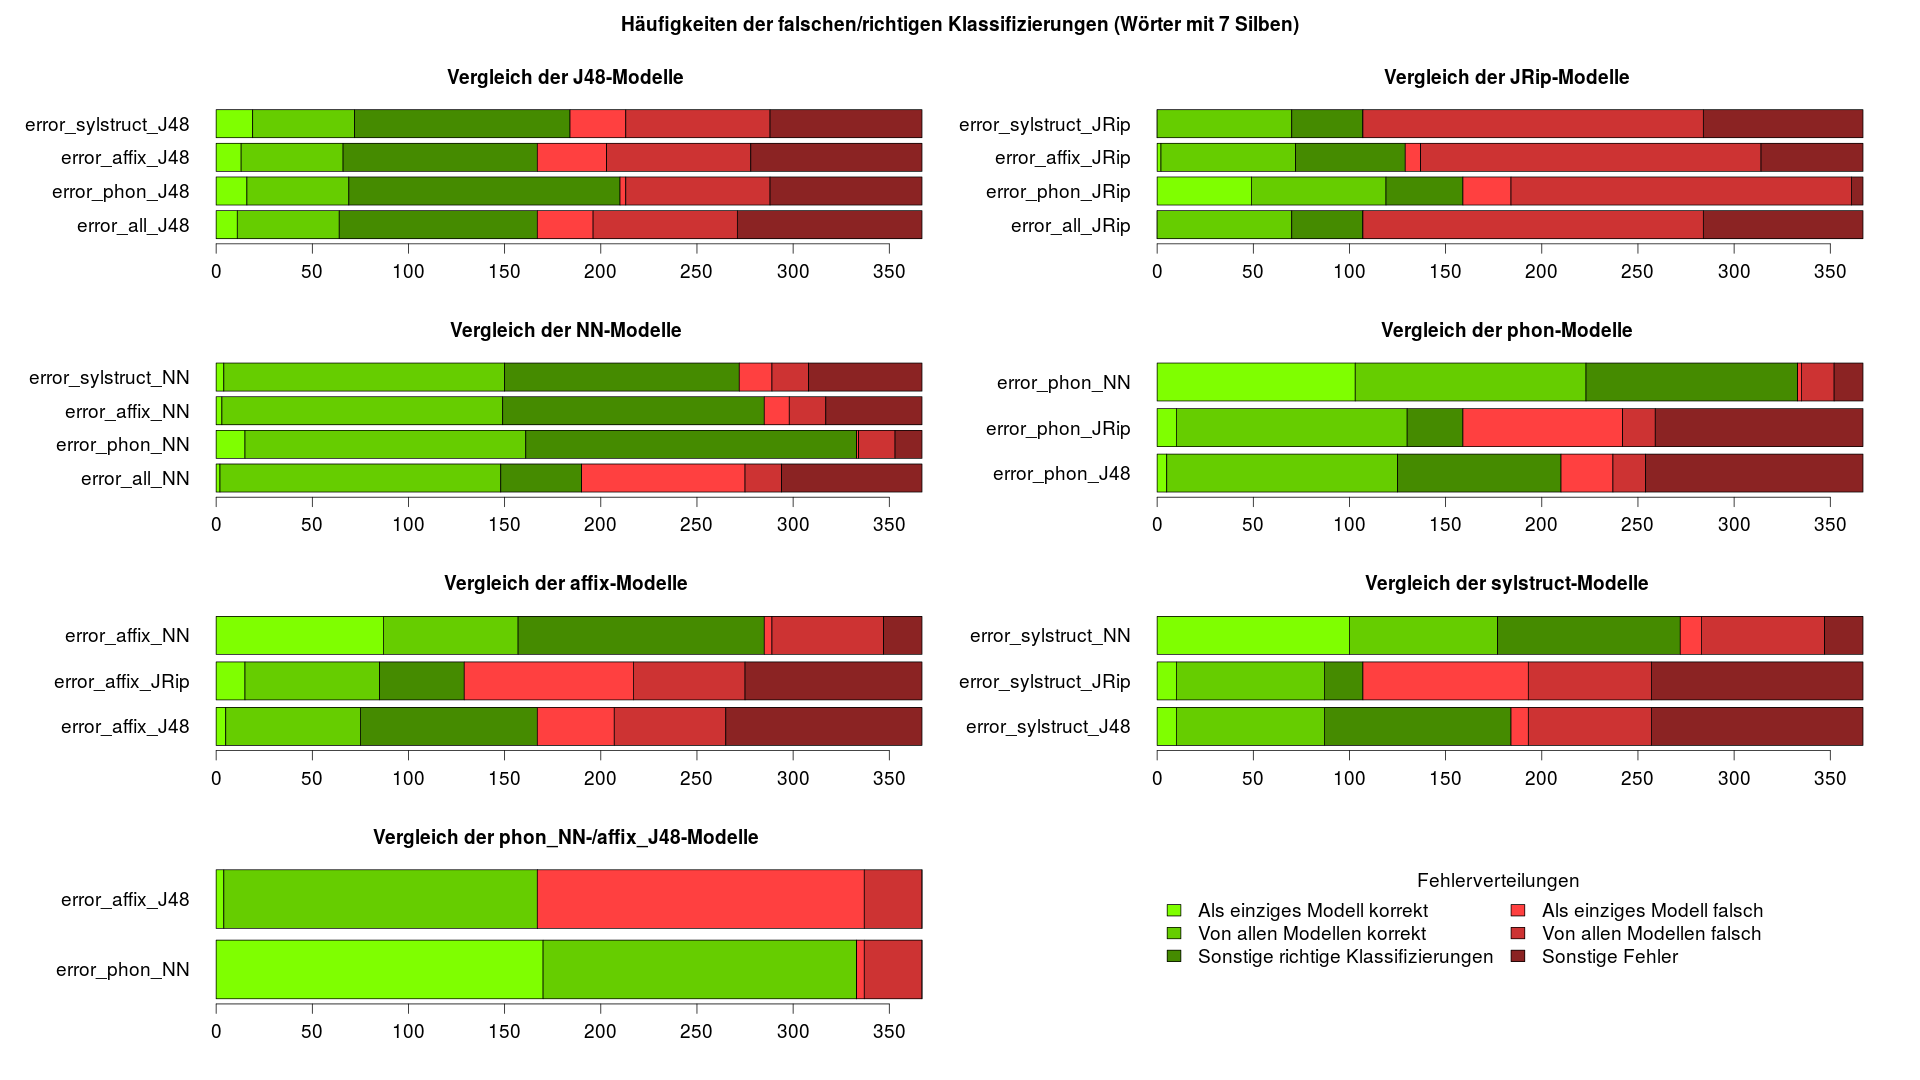 Häufigkeiten der falschen/richtigen Klassifizierungen (Wörter mit 7 Silben)
Vergleich der J48-Modelle
error_sylstruct_J48
error_affix_J48
error_phon_J48
error_all_J48
0 50 100 150 200 250 300 350
Vergleich der JRip-Modelle
error_sylstruct_JRip
error_affix_JRip
error_phon_JRip
error_all_JRip
0 50 100 150 200 250 300 350
Vergleich der NN-Modelle
error_sylstruct_NN
error_affix_NN
error_phon_NN
error_all_NN
0 50 100 150 200 250 300 350
Vergleich der phon-Modelle
error_phon_NN
error_phon_JRip
error_phon_J48
0 50 100 150 200 250 300 350
Vergleich der affix-Modelle
error_affix_NN
error_affix_JRip
error_affix_J48
0 50 100 150 200 250 300 350
Vergleich der sylstruct-Modelle
error_sylstruct_NN
error_sylstruct_JRip
error_sylstruct_J48
0 50 100 150 200 250 300 350
Vergleich der phon_NN-/affix_J48-Modelle
error_affix_J48
error_phon_NN
0 50 100 150 200 250 300 350
Fehlerverteilungen
Als einziges Modell korrekt
Von allen Modellen korrekt
Sonstige richtige Klassifizierungen
Als einziges Modell falsch
Von allen Modellen falsch
Sonstige Fehler